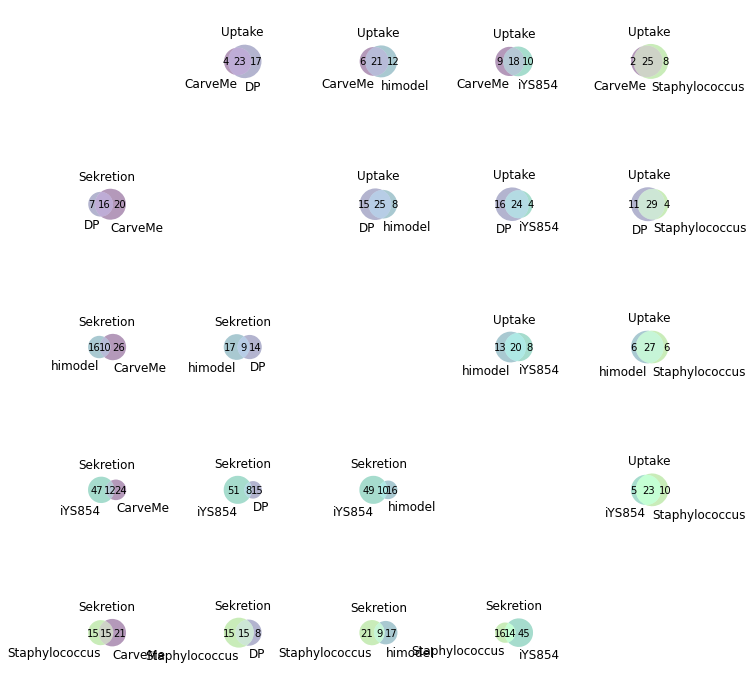 Uptake
4 23 17
CarveMe
DP
Uptake
6 21 12
CarveMe
himodel
Uptake
9 18 10
CarveMe
iYS854
Uptake
2 25 8
CarveMe
Staphylococcus
Sekretion
7 16 20
DP
CarveMe
Uptake
15 25 8
DP
himodel
Uptake
16 24 4
DP
iYS854
Uptake
11 29 4
DP
Staphylococcus
Sekretion
16 10 26
himodel
CarveMe
Sekretion
17 9 14
himodel
DP
Uptake
13 20 8
himodel
iYS854
Uptake
6 27 6
himodel
Staphylococcus
Sekretion
47 12 24
iYS854
CarveMe
Sekretion
51 8 15
iYS854
DP
Sekretion
49 10 16
iYS854
himodel
Uptake
5 23 10
iYS854
Staphylococcus
Sekretion
15 15 21
Staphylococcus
CarveMe
Sekretion
15 15 8
Staphylococcus
DP
Sekretion
21 9 17
Staphylococcus
himodel
Sekretion
16 14 45
Staphylococcus
iYS854